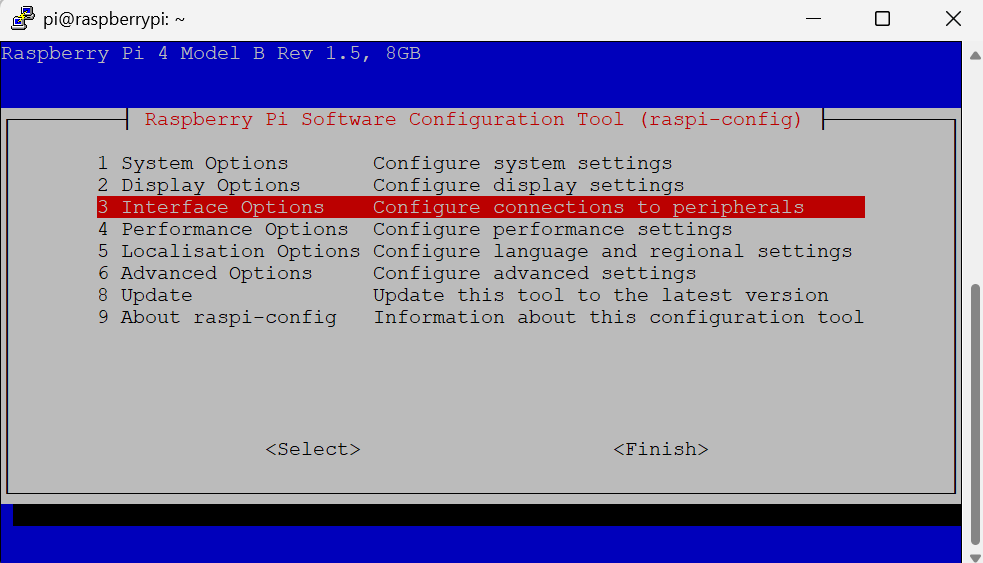 pi@raspberrypi: ~
Raspberry Pi 4 Model B Rev 1.5, 8GB
Raspberry Pi Software Configuration Tool (raspi-config)
1 System Options Configure system settings
2 Display Options Configure display settings
3 Interface Options Configure connections to peripherals
4 Performance Options Configure performance settings
5 Localisation Options Configure language and regional settings
6 Advanced Options Configure advanced settings
8 Update Update this tool to the latest version
9 About raspi-config Information about this configuration tool
<Select> <Finish>